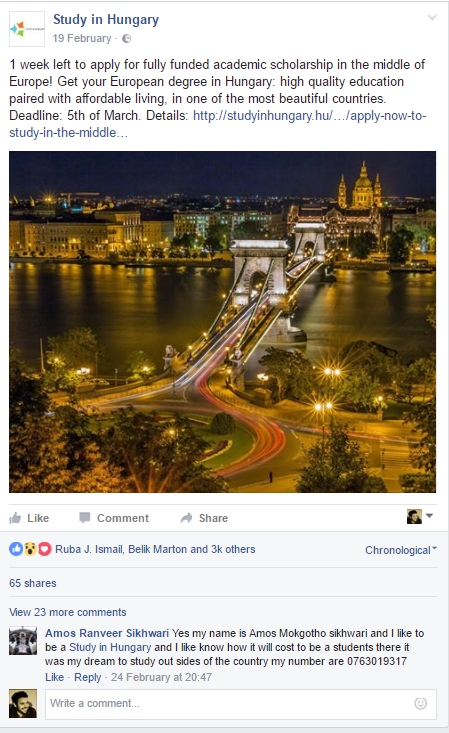 Study in Hungary
19 February ·
1 week left to apply for fully funded academic scholarship in the middle of
Europe! Get your European degree in Hungary: high quality education
paired with affordable living, in one of the most beautiful countries.
Deadline: 5th of March. Details: http://studyinhungary.hu/…/apply-now-to-
study-in-the-middle…
Like Comment Share
Ruba J. Ismail, Belik Marton and 3k others Chronological
65 shares
View 23 more comments
Amos Ranveer Sikhwari Yes my name is Amos Mokgotho sikhwari and I like to
be a Study in Hungary and I like know how it will cost to be a students there it
was my dream to study out sides of the country my number are 0763019317
Like · Reply · 24 February at 20:47
Write a comment...